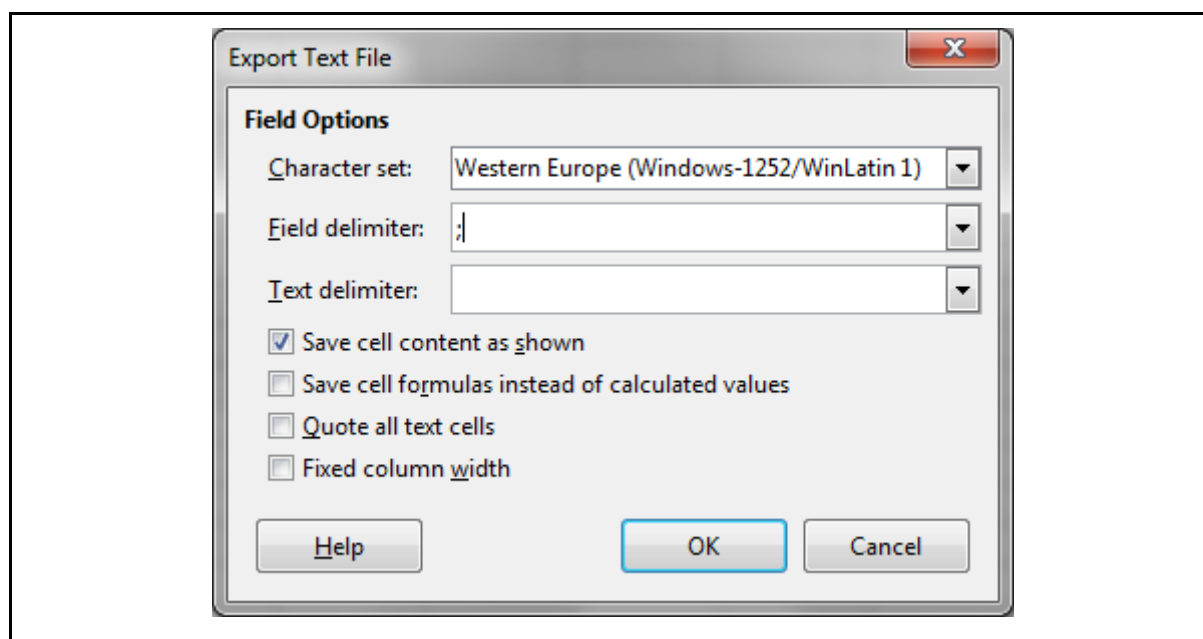 Export Text File
Field Options
Character set: Western Europe (Windows-1252/WinLatin 1)
Field delimiter: ;
Text delimiter:
Save cell content as shown
Save cell formulas instead of calculated values
Quote all text cells
Fixed column width
Help OK Cancel